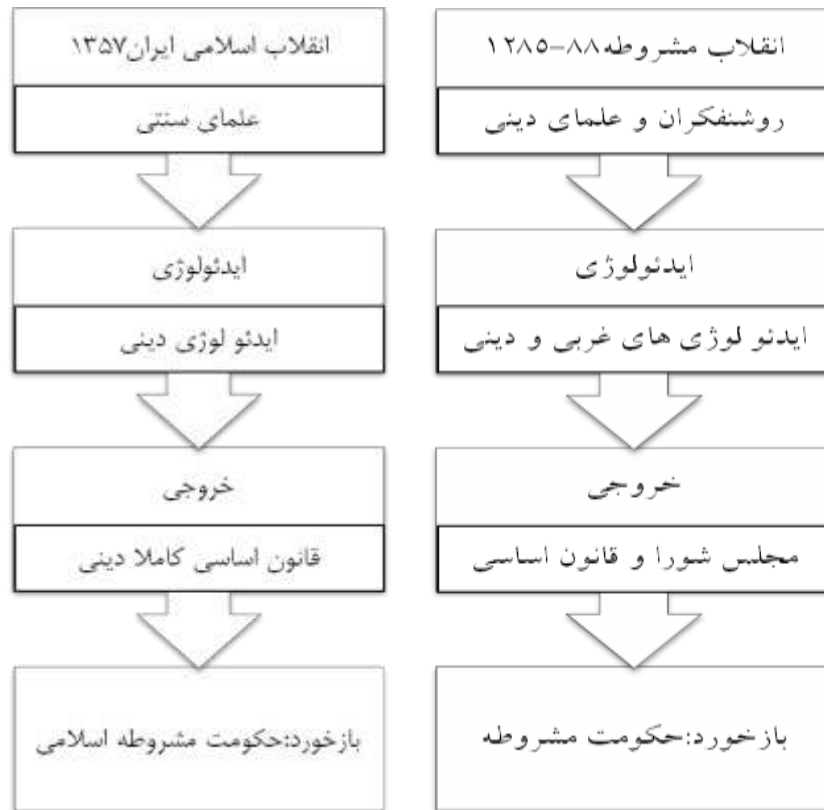 انقلاب مشروطه۸۸-۱۲۸۵
روشنفکران و علمای دینی
ایدئولوژی
ایدئو لوژی های غربی و دینی
خروجی
مجلس شورا و قانون اساسی
بازخورد:حکومت مشروطه
انقلاب اسلامی ایران۱۳۵۷
علمای سنتی
ایدئولوژی
ایدئو لوژی دینی
خروجی
قانون اساسی کاملا دینی
بازخورد:حکومت مشروطه اسلامی